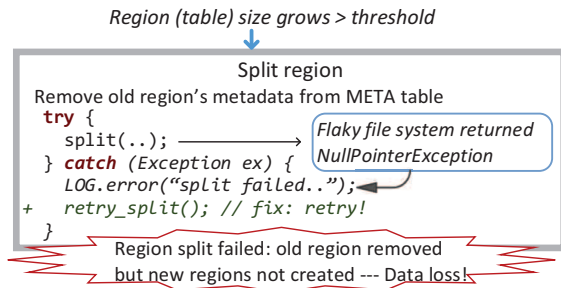 Region (table) size grows > threshold
Split region
Remove old region's metadata from META table
try {
split(..);
Flaky file system returned
NullPointerException
} catch (Exception ex) {
LOG.error(“split failed..”);
+ retry_split(); // fix: retry!
}
Region split failed: old region removed
but new regions not created --- Data loss!